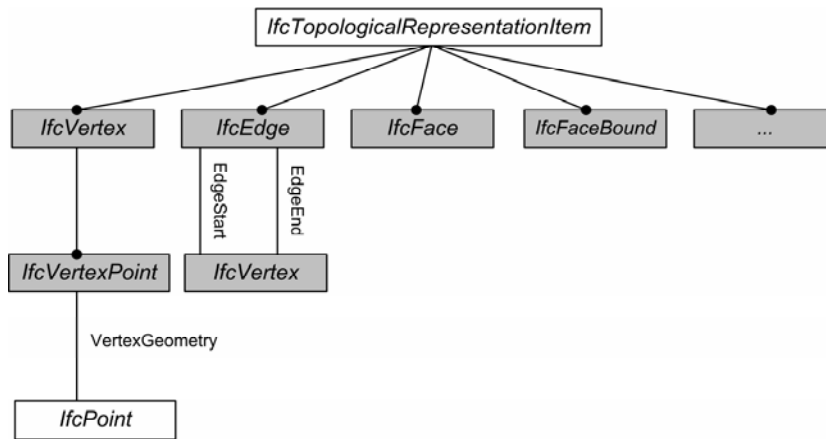 IfcTopologicalRepresentationItem
IfcVertex
IfcEdge
IfcFace
IfcFaceBound
...
EdgeStart
EdgeEnd
IfcVertexPoint
IfcVertex
VertexGeometry
IfcPoint